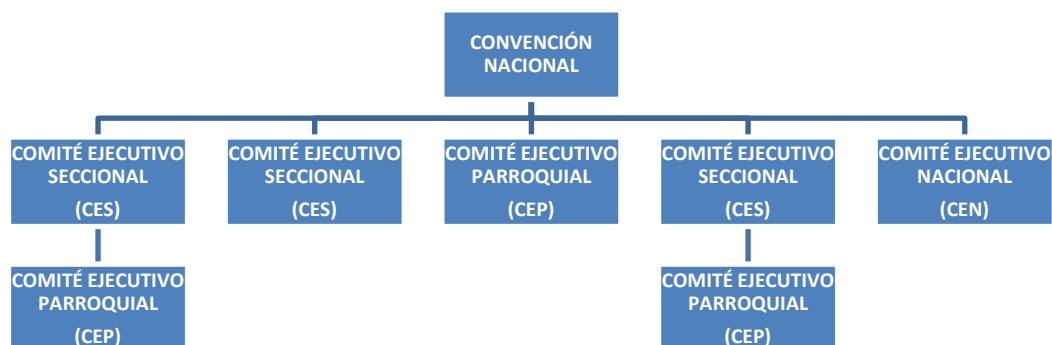 CONVENCIÓN
NACIONAL
COMITÉ EJECUTIVO
SECCIONAL
(CES)
COMITÉ EJECUTIVO
SECCIONAL
(CES)
COMITÉ EJECUTIVO
PARROQUIAL
(CEP)
COMITÉ EJECUTIVO
SECCIONAL
(CES)
COMITÉ EJECUTIVO
NACIONAL
(CEN)
COMITÉ EJECUTIVO
PARROQUIAL
(CEP)
COMITÉ EJECUTIVO
PARROQUIAL
(CEP)